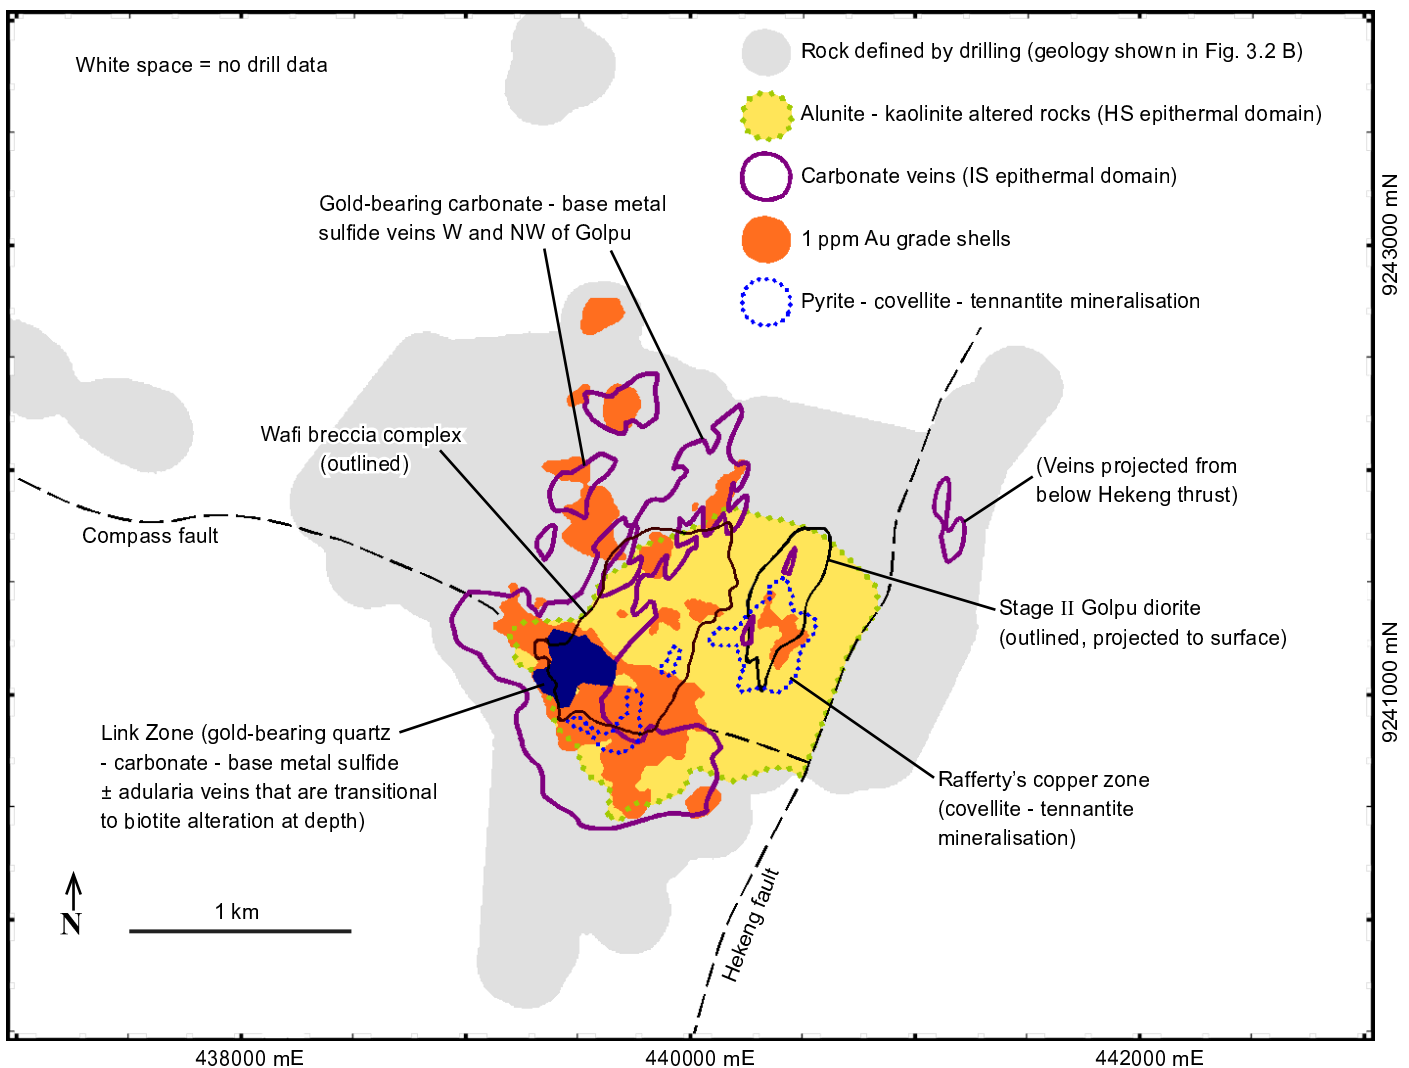 White space = no drill data
Rock defined by drilling (geology shown in Fig. 3.2 B)
Alunite - kaolinite altered rocks (HS epithermal domain)
Carbonate veins (IS epithermal domain)
1 ppm Au grade shells
Pyrite - covellite - tennantite mineralisation
Gold-bearing carbonate - base metal
sulfide veins W and NW of Golpu
Wafi breccia complex
(outlined)
(Veins projected from
below Hekeng thrust)
Compass fault
Stage II Golpu diorite
(outlined, projected to surface)
Link Zone (gold-bearing quartz
- carbonate - base metal sulfide
± adularia veins that are transitional
to biotite alteration at depth)
Rafferty's copper zone
(covellite - tennantite
mineralisation)
Hekeng fault
N
1 km
9243000 mN
9241000 mN
438000 mE
440000 mE
442000 mE